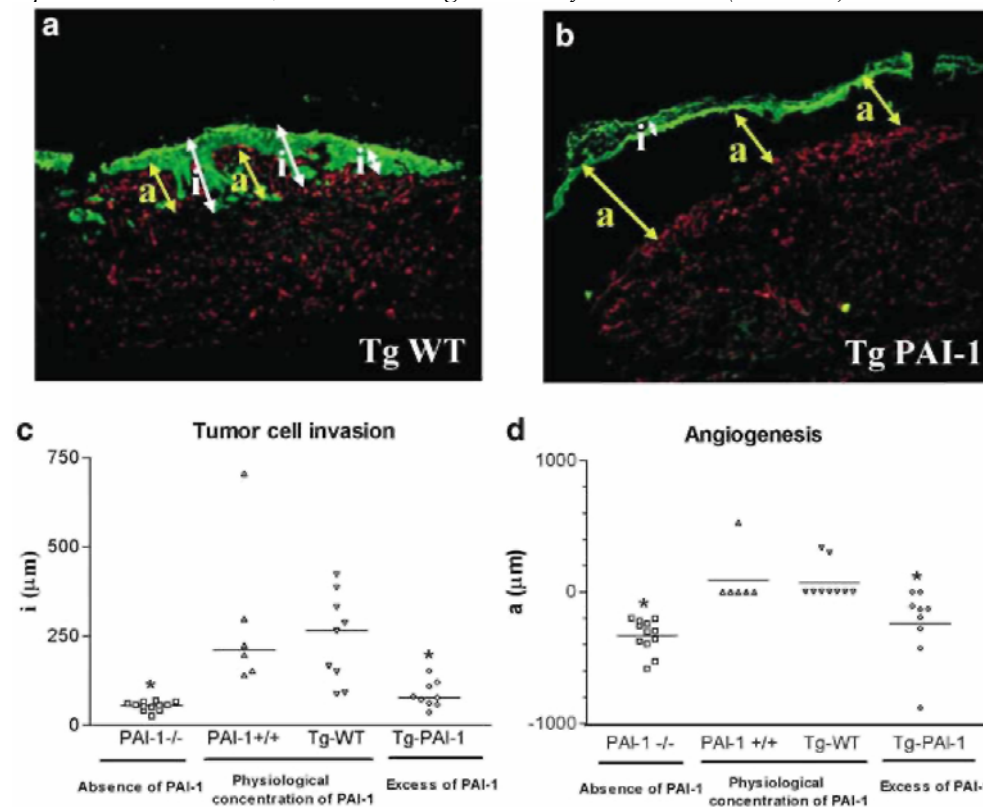 a
b
a
i
a
i
i
Tg WT
i
a
a
a
Tg PAI-1
c
Tumor cell invasion
750
500
250
0
i (μm)
*
*
PAI-1-/-
PAI-1+/+
Tg-WT
Tg-PAI-1
Absence of PAI-1
Physiological
concentration of PAI-1
Excess of PAI-1
d
Angiogenesis
1000
0
-1000
a (μm)
*
*
PAI-1 -/-
PAI-1 +/+
Tg-WT
Tg-PAI-1
Absence of PAI-1
Physiological
concentration of PAI-1
Excess of PAI-1